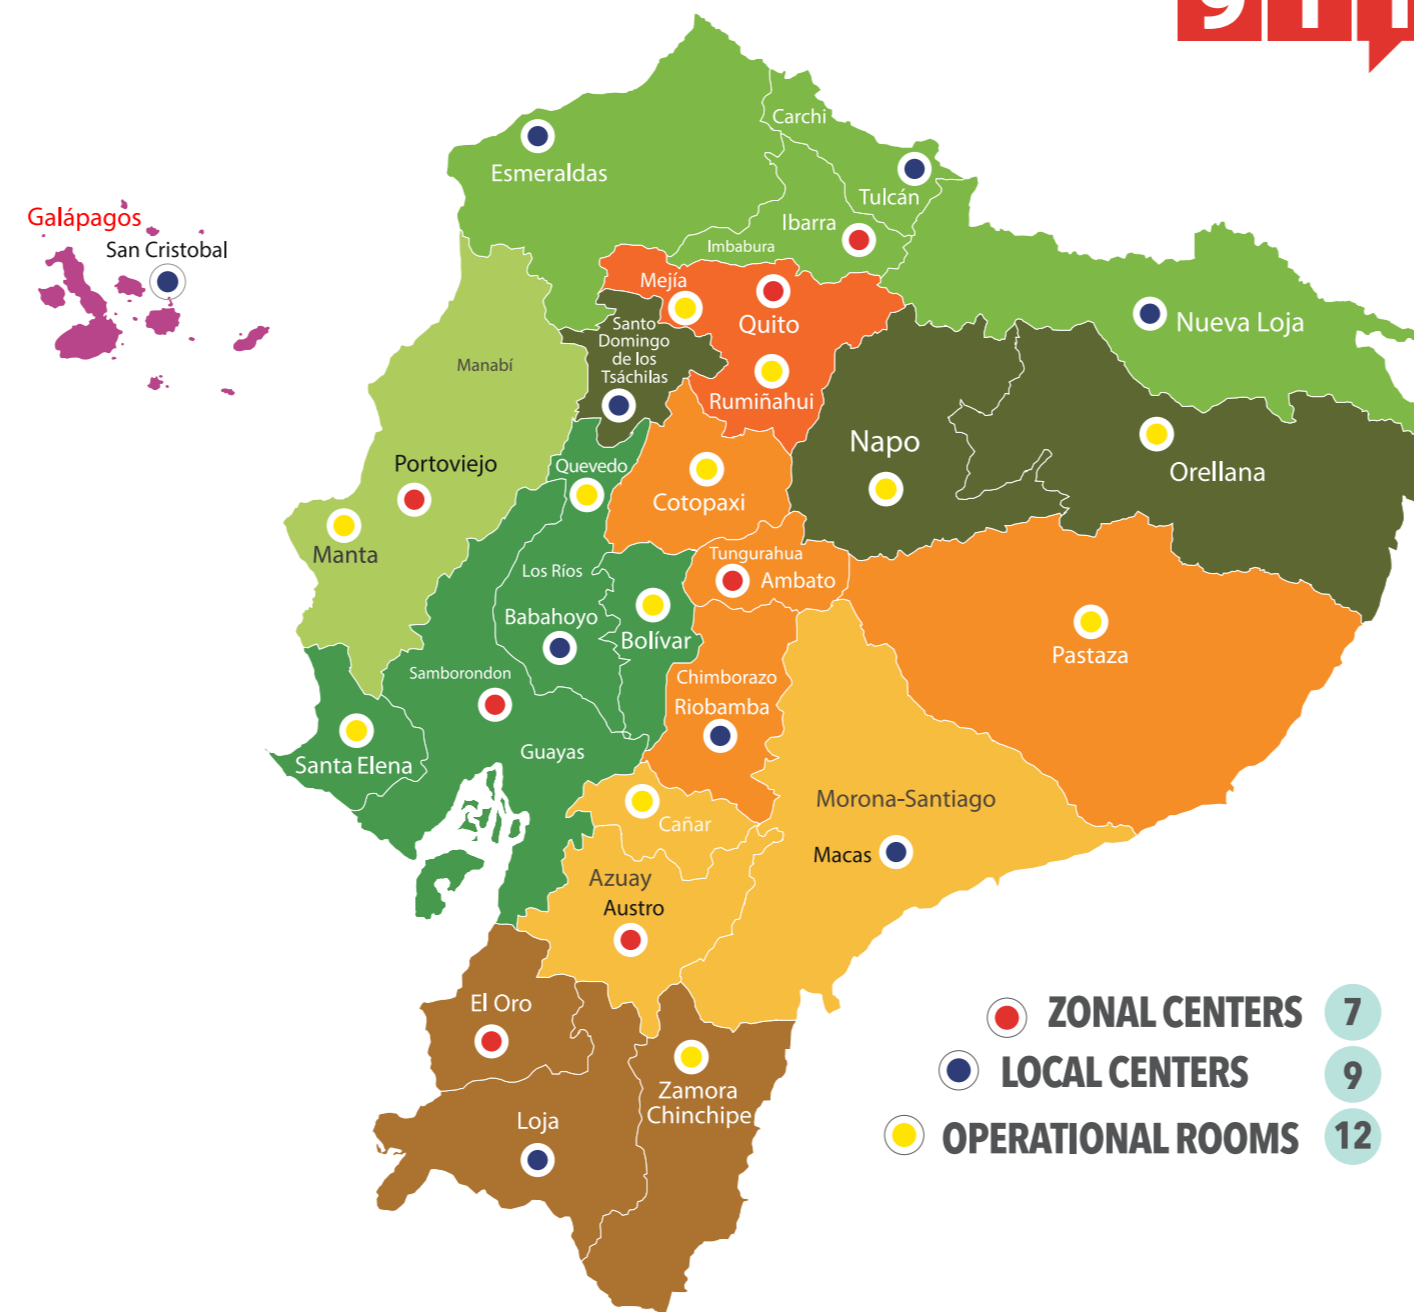 911
Carchi
Esmeraldas
Tulcán
Galápagos
San Cristobal
Ibarra
Imbabura
Mejía
Quito
Nueva Loja
Santo
Domingo
de los
Tsáchilas
Manabí
Rumiñahui
Napo
Orellana
Portoviejo
Quevedo
Cotopaxi
Manta
Tungurahua
Ambato
Los Ríos
Babahoyo
Bolívar
Pastaza
Samborondon
Chimborazo
Riobamba
Guayas
Santa Elena
Morona-Santiago
Cañar
Macas
Azuay
Austro
El Oro
ZONAL CENTERS 7
LOCAL CENTERS 9
OPERATIONAL ROOMS 12
Zamora
Chinchipe
Loja